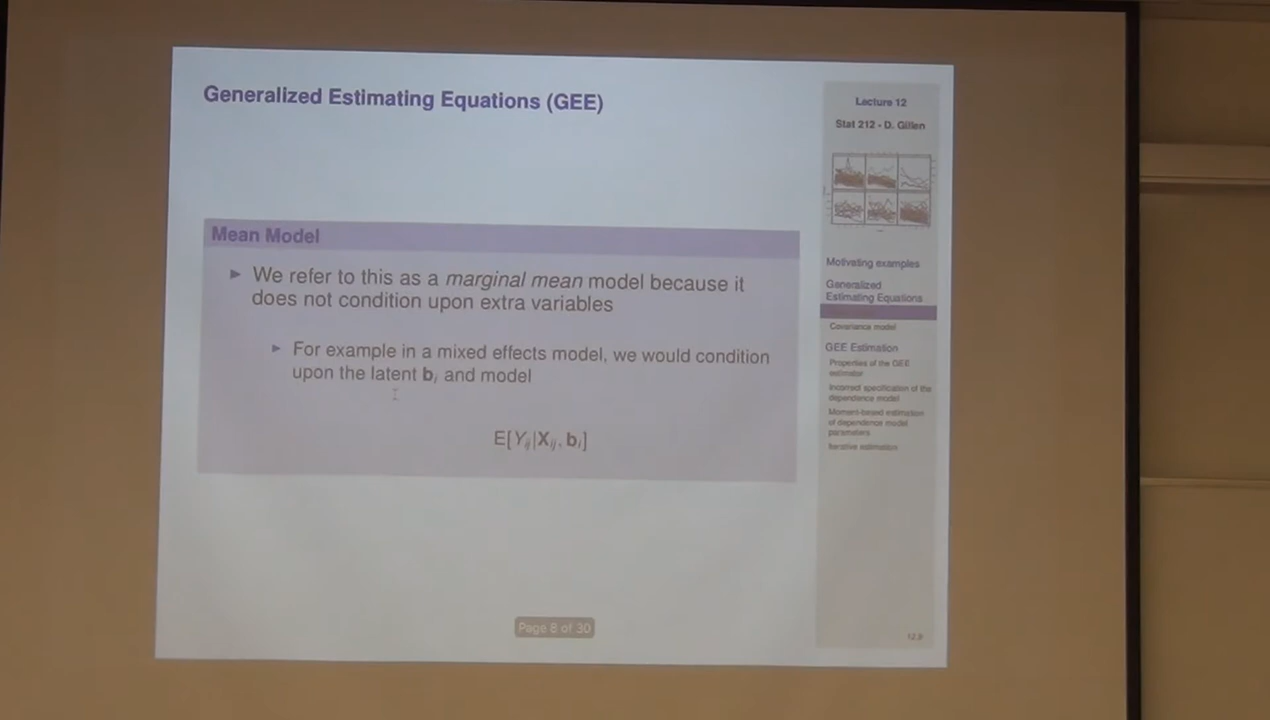 Generalized Estimating Equations (GEE)
Mean Model
► We refer to this as a marginal mean model because it
does not condition upon extra variables
► For example in a mixed effects model, we would condition
upon the latent bᵢ and model
E[Yᵢⱼ|Xᵢⱼ, bᵢ]
Page 8 of 30
Lecture 12
Stat 212 - D. Gillen
Motivating examples
Generalized
Estimating Equations
Covariance model
GEE Estimation
Properties of the GEE
estimator
Incorrect specification of the
dependence model
Moment-based estimation
of dependence model
parameters
Iterative estimation
12.8